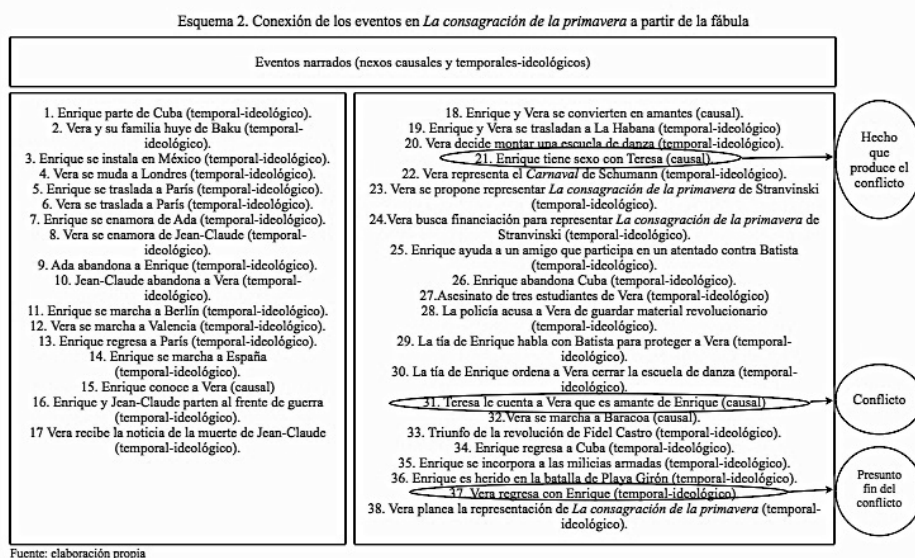 Esquema 2. Conexión de los eventos en La consagración de la primavera a partir de la fábula
Eventos narrados (nexos causales y temporales-ideológicos)
1. Enrique parte de Cuba (temporal-ideológico).
2. Vera y su familia huye de Baku (temporal-
ideológico).
3. Enrique se instala en México (temporal-ideológico).
4. Vera se muda a Londres (temporal-ideológico).
5. Enrique se traslada a París (temporal-ideológico).
6. Vera se traslada a París (temporal-ideológico).
7. Enrique se enamora de Ada (temporal-ideológico).
8. Vera se enamora de Jean-Claude (temporal-
ideológico).
9. Ada abandona a Enrique (temporal-ideológico).
10. Jean-Claude abandona a Vera (temporal-
ideológico).
11. Enrique se marcha a Berlín (temporal-ideológico).
12. Vera se marcha a Valencia (temporal-ideológico).
13. Enrique regresa a París (temporal-ideológico).
14. Enrique se marcha a España
(temporal-ideológico).
15. Enrique conoce a Vera (causal)
16. Enrique y Jean-Claude parten al frente de guerra
(temporal-ideológico).
17 Vera recibe la noticia de la muerte de Jean-Claude
(temporal-ideológico).
18. Enrique y Vera se convierten en amantes (causal).
19. Enrique y Vera se trasladan a La Habana (temporal-ideológico)
20. Vera decide montar una escuela de danza (temporal-ideológico).
21. Enrique tiene sexo con Teresa (causal).
22. Vera representa el Carnaval de Schumann (temporal-ideológico).
23. Vera se propone representar La consagración de la primavera de Stranvinski
(temporal-ideológico).
24.Vera busca financiación para representar La consagración de la primavera de
Stranvinski (temporal-ideológico).
25. Enrique ayuda a un amigo que participa en un atentado contra Batista
(temporal-ideológico).
26. Enrique abandona Cuba (temporal-ideológico).
27.Asesinato de tres estudiantes de Vera (temporal-ideológico)
28. La policía acusa a Vera de guardar material revolucionario
(temporal-ideológico).
29. La tía de Enrique habla con Batista para proteger a Vera (temporal-
ideológico).
30. La tía de Enrique ordena a Vera cerrar la escuela de danza (temporal-
ideológico).
31. Teresa le cuenta a Vera que es amante de Enrique (causal)
32.Vera se marcha a Baracoa (causal).
33. Triunfo de la revolución de Fidel Castro (temporal-ideológico).
34. Enrique regresa a Cuba (temporal-ideológico).
35. Enrique se incorpora a las milicias armadas (temporal-ideológico).
36. Enrique es herido en la batalla de Playa Girón (temporal-ideológico).
37. Vera regresa con Enrique (temporal-ideológico)
38. Vera planea la representación de La consagración de la primavera (temporal-
ideológico).
Hecho
que
produce el
conflicto
Conflicto
Presunto
fin del
conflicto
Fuente: elaboración propia